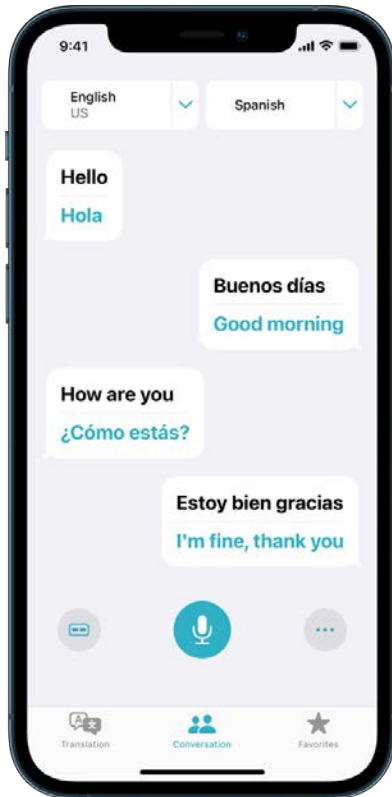 9:41
English
US
Spanish
Hello
Hola
Buenos días
Good morning
How are you
¿Cómo estás?
Estoy bien gracias
I'm fine, thank you
Translation
Conversation
Favorites